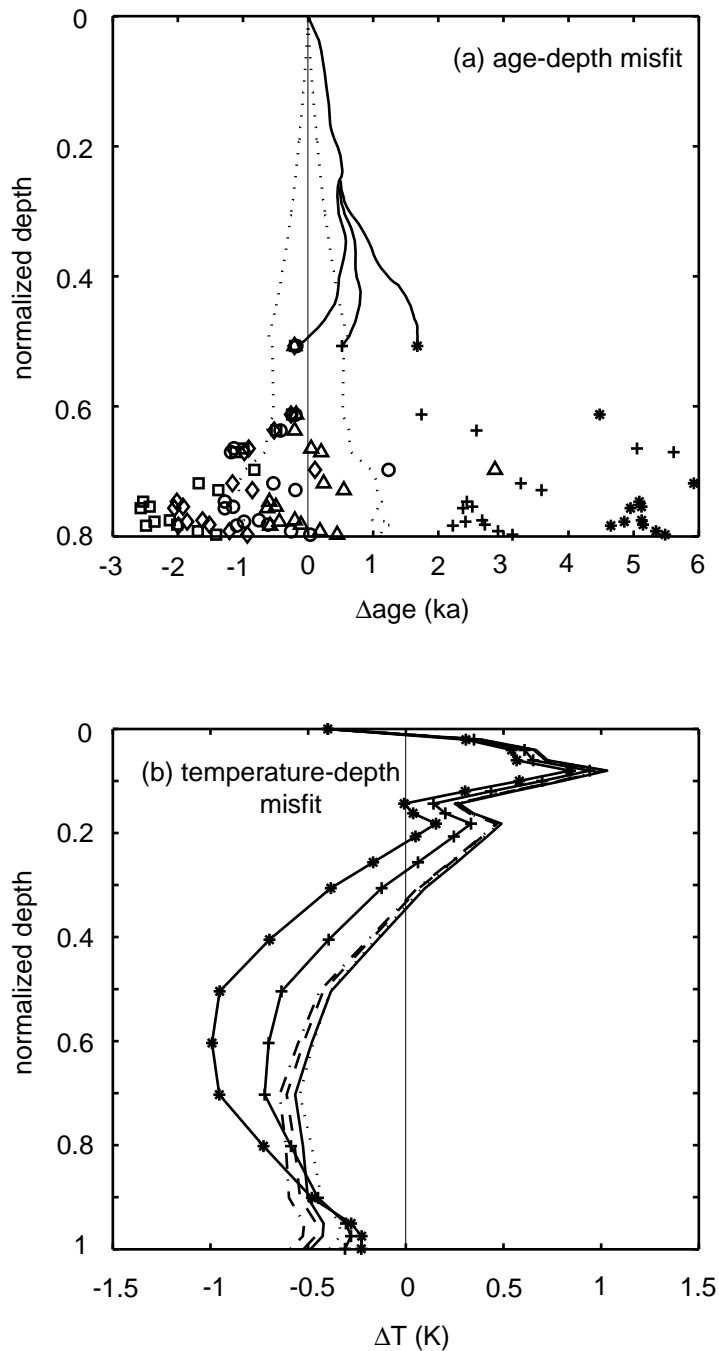 0
(a) age-depth misfit
0.2
0.4
0.6
0.8
normalized depth
-3 -2 -1 0 1 2 3 4 5 6
Δage (ka)
0
(b) temperature-depth
misfit
0.2
0.4
0.6
0.8
1
normalized depth
-1.5 -1 -0.5 0 0.5 1 1.5
ΔT (K)